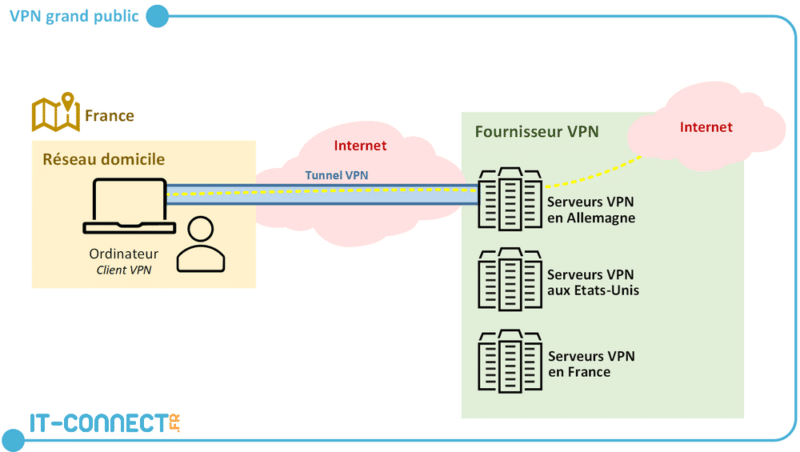 VPN grand public
France
Réseau domicile
Ordinateur
Client VPN
Internet
Tunnel VPN
Fournisseur VPN
Internet
Serveurs VPN
en Allemagne
Serveurs VPN
aux Etats-Unis
Serveurs VPN
en France
IT-CONNECT.FR